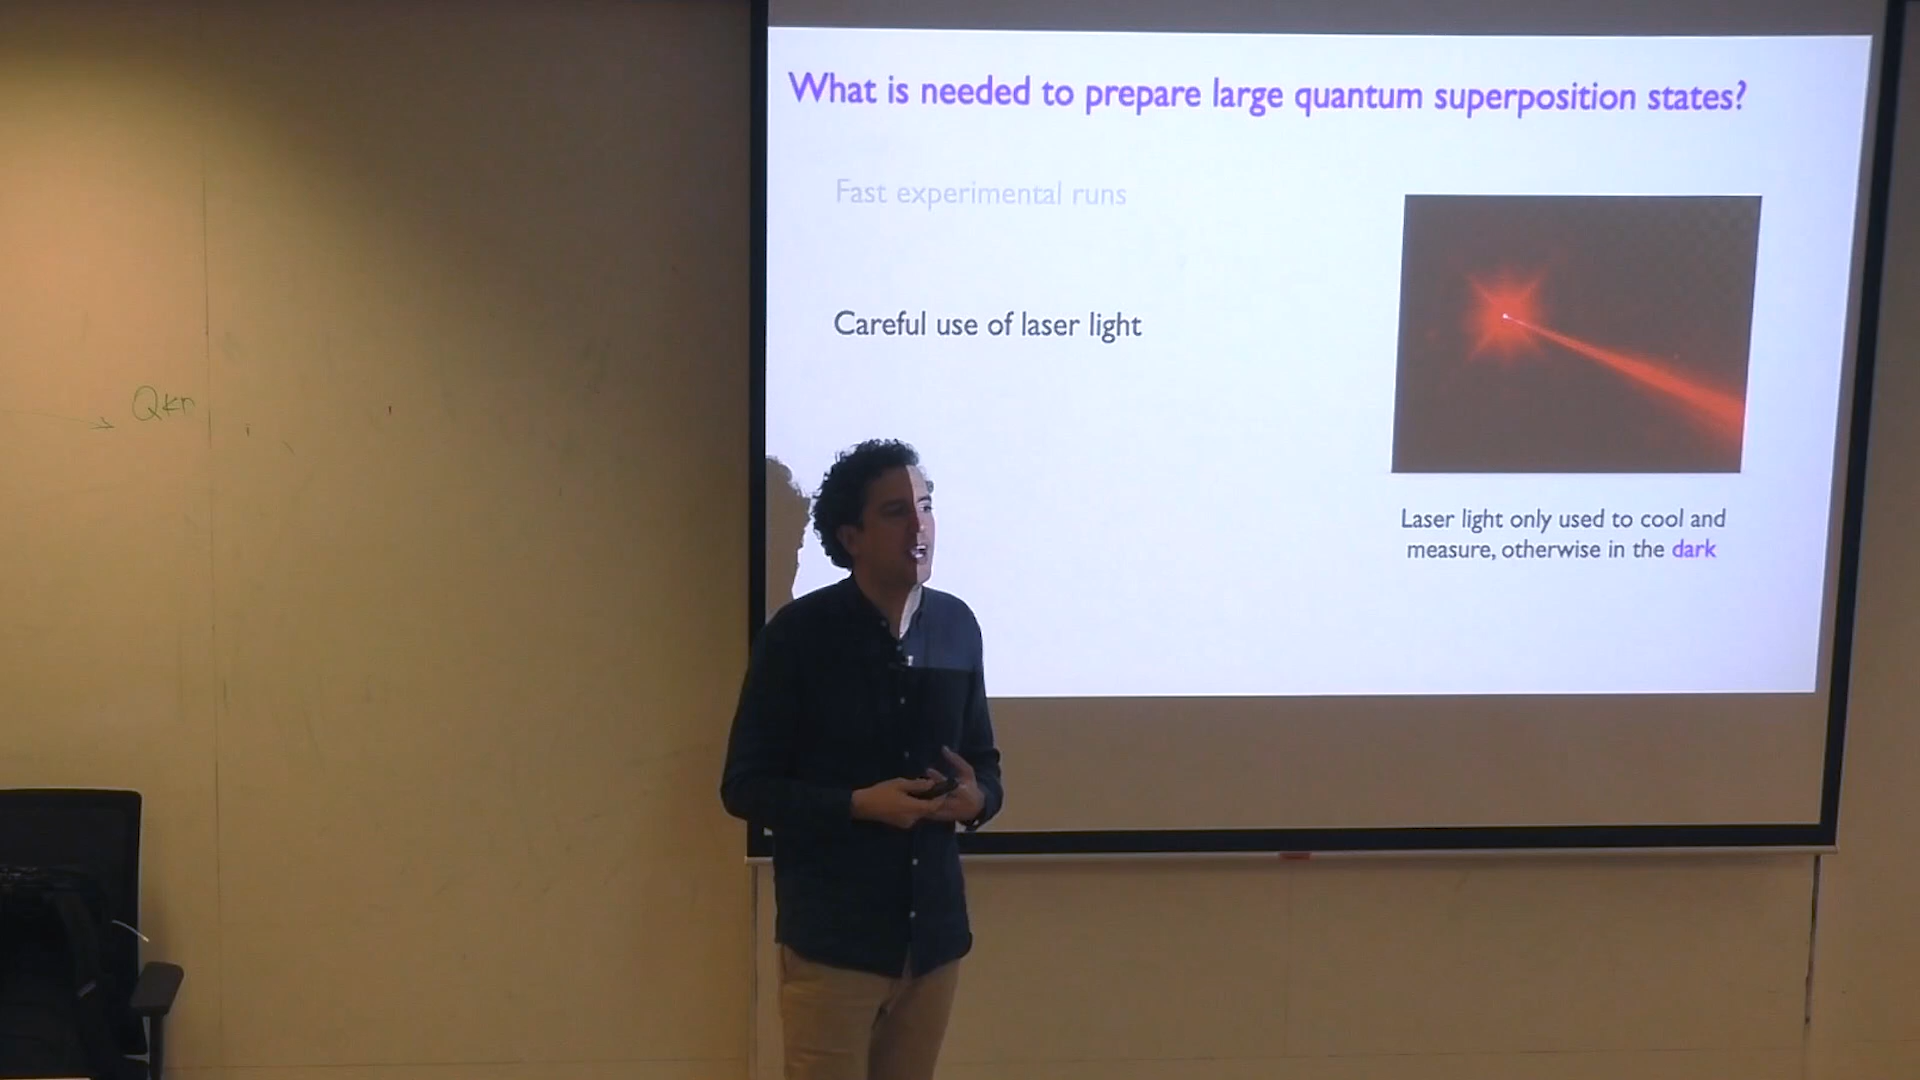 What is needed to prepare large quantum superposition states?
Fast experimental runs
Careful use of laser light
Laser light only used to cool and
measure, otherwise in the dark